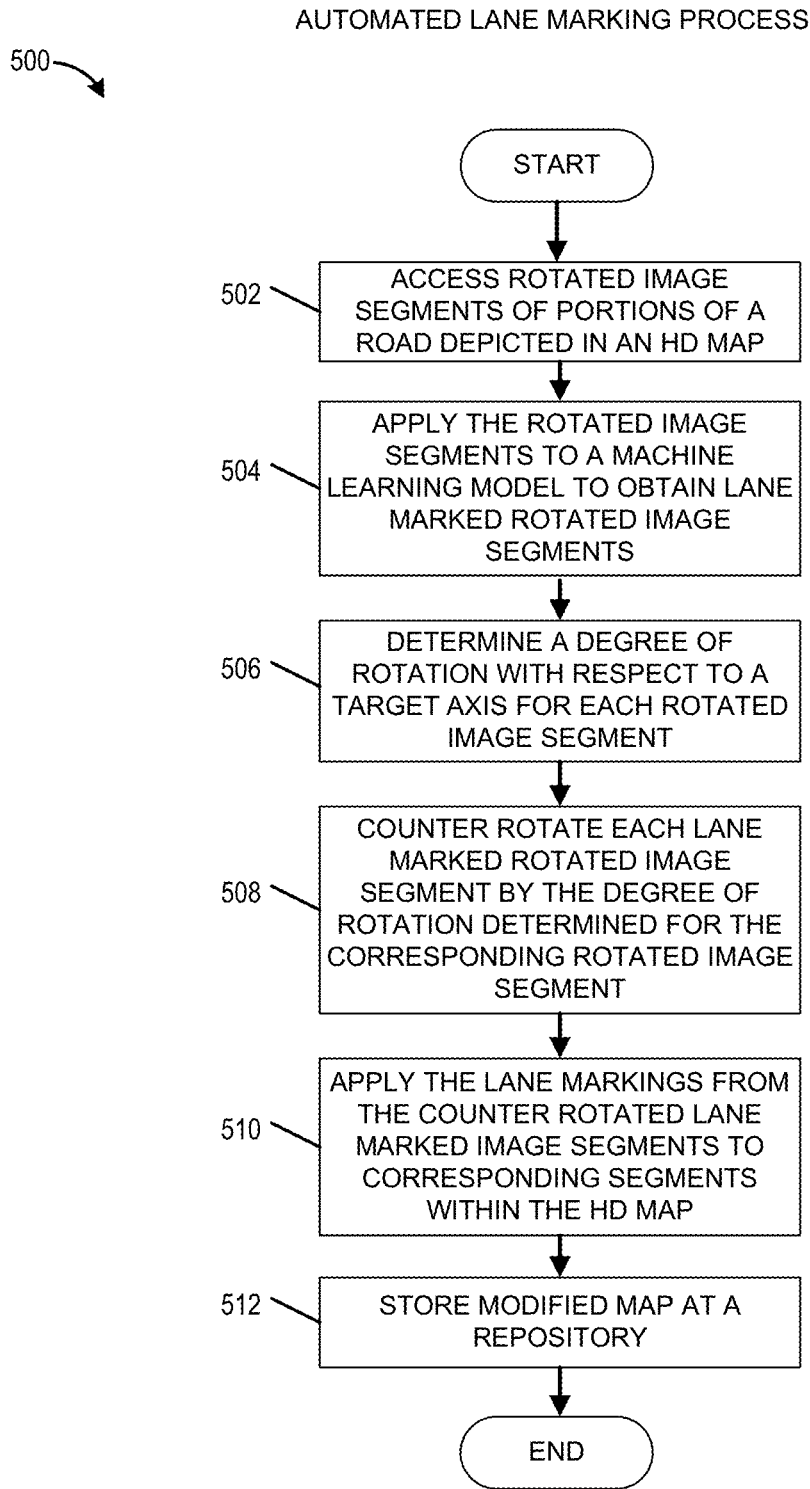 AUTOMATED LANE MARKING PROCESS
500
START
502
ACCESS ROTATED IMAGE
SEGMENTS OF PORTIONS OF A
ROAD DEPICTED IN AN HD MAP
504
APPLY THE ROTATED IMAGE
SEGMENTS TO A MACHINE
LEARNING MODEL TO OBTAIN LANE
MARKED ROTATED IMAGE
SEGMENTS
506
DETERMINE A DEGREE OF
ROTATION WITH RESPECT TO A
TARGET AXIS FOR EACH ROTATED
IMAGE SEGMENT
508
COUNTER ROTATE EACH LANE
MARKED ROTATED IMAGE
SEGMENT BY THE DEGREE OF
ROTATION DETERMINED FOR THE
CORRESPONDING ROTATED IMAGE
SEGMENT
510
APPLY THE LANE MARKINGS FROM
THE COUNTER ROTATED LANE
MARKED IMAGE SEGMENTS TO
CORRESPONDING SEGMENTS
WITHIN THE HD MAP
512
STORE MODIFIED MAP AT A
REPOSITORY
END